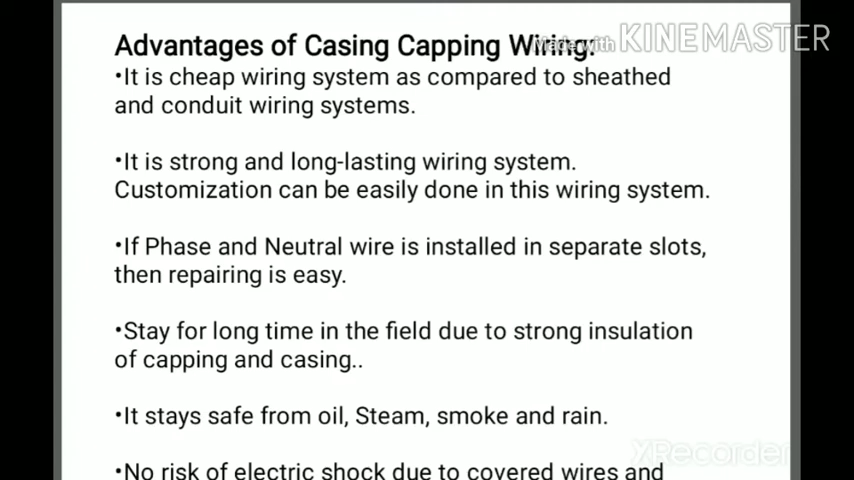 Advantages of Casing Capping Wiring:
Made with KINEMASTER
•It is cheap wiring system as compared to sheathed
and conduit wiring systems.
•It is strong and long-lasting wiring system.
Customization can be easily done in this wiring system.
•If Phase and Neutral wire is installed in separate slots,
then repairing is easy.
•Stay for long time in the field due to strong insulation
of capping and casing..
•It stays safe from oil, Steam, smoke and rain.
XRecorder
•No risk of electric shock due to covered wires and